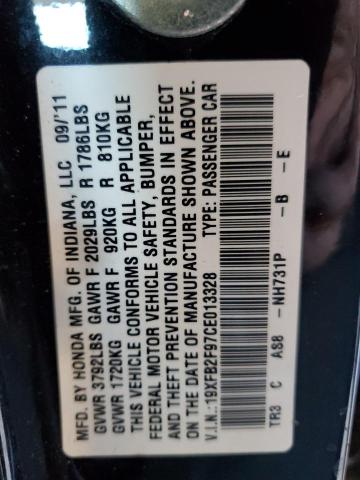 MFD. BY HONDA MFG. OF INDIANA, LLC 09/'11
GVWR 3792LBS GAWR F 2029LBS R 1786LBS
GVWR 1720KG GAWR F 920KG R 810KG
THIS VEHICLE CONFORMS TO ALL APPLICABLE
FEDERAL MOTOR VEHICLE SAFETY, BUMPER,
AND THEFT PREVENTION STANDARDS IN EFFECT
ON THE DATE OF MANUFACTURE SHOWN ABOVE.
V.I.N.: 19XFB2F97CE013328 TYPE: PASSENGER CAR
TR3 C AS8 -NH731P -B -E